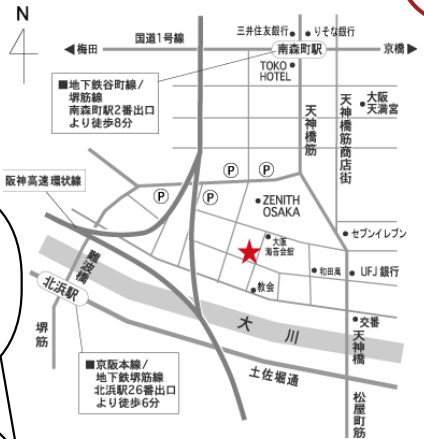 N
三井住友銀行
りそな銀行
国道1号線
◀梅田
南森町駅
京橋▶
TOKO
HOTEL
■地下鉄谷町線/
堺筋線
南森町駅2番出口
より徒歩8分
天神橋筋
天神橋筋商店街
大阪
天満宮
阪神高速環状線
P
P
P
P
ZENITH
OSAKA
セブンイレブン
大阪
海苔会館
難波橋
和田萬
UFJ 銀行
北浜駅
教会
大川
交番
天神橋
堺筋
■京阪本線/
地下鉄堺筋線
北浜駅26番出口
より徒歩6分
土佐堀通
松屋町筋